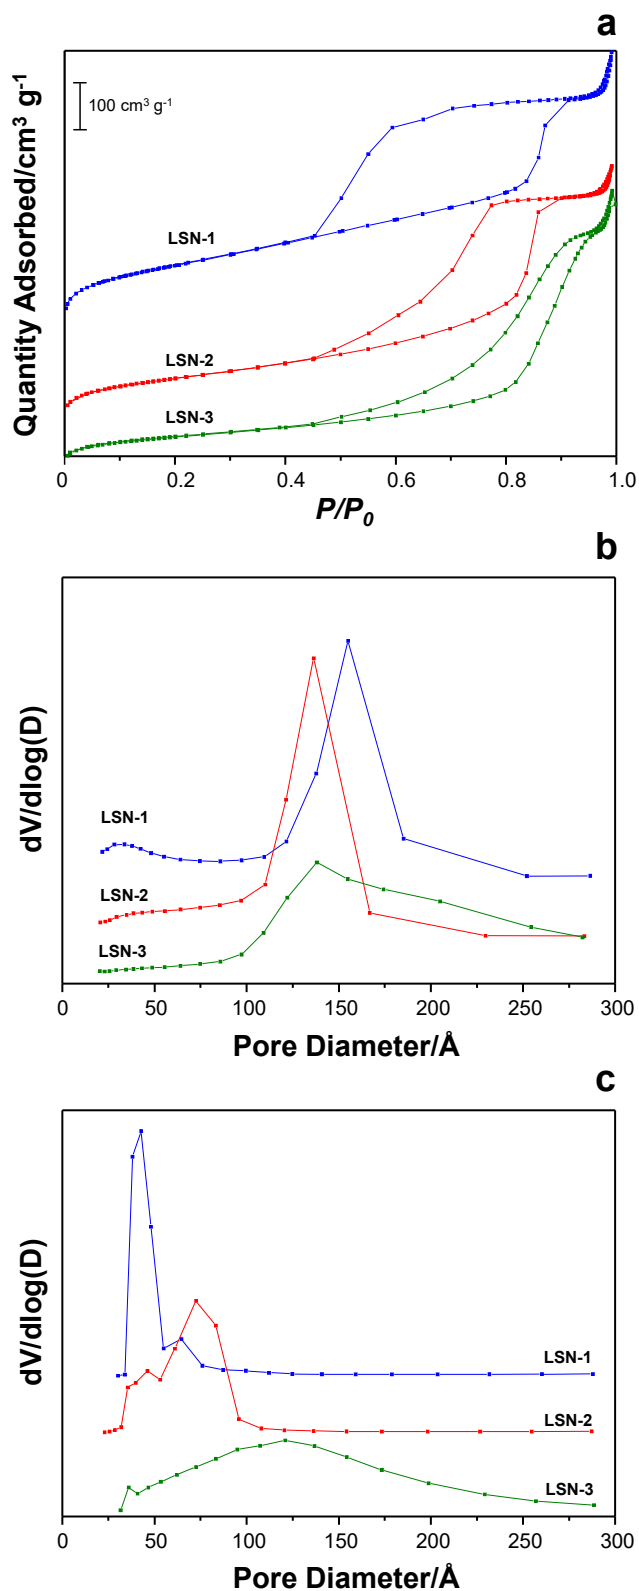 a
Quantity Adsorbed/cm³ g⁻¹
100 cm³ g⁻¹
LSN-1
LSN-2
LSN-3
0 0.2 0.4 0.6 0.8 1.0
P/P₀
b
dV/dlog(D)
LSN-1
LSN-2
LSN-3
0 50 100 150 200 250 300
Pore Diameter/Å
c
dV/dlog(D)
LSN-1
LSN-2
LSN-3
0 50 100 150 200 250 300
Pore Diameter/Å